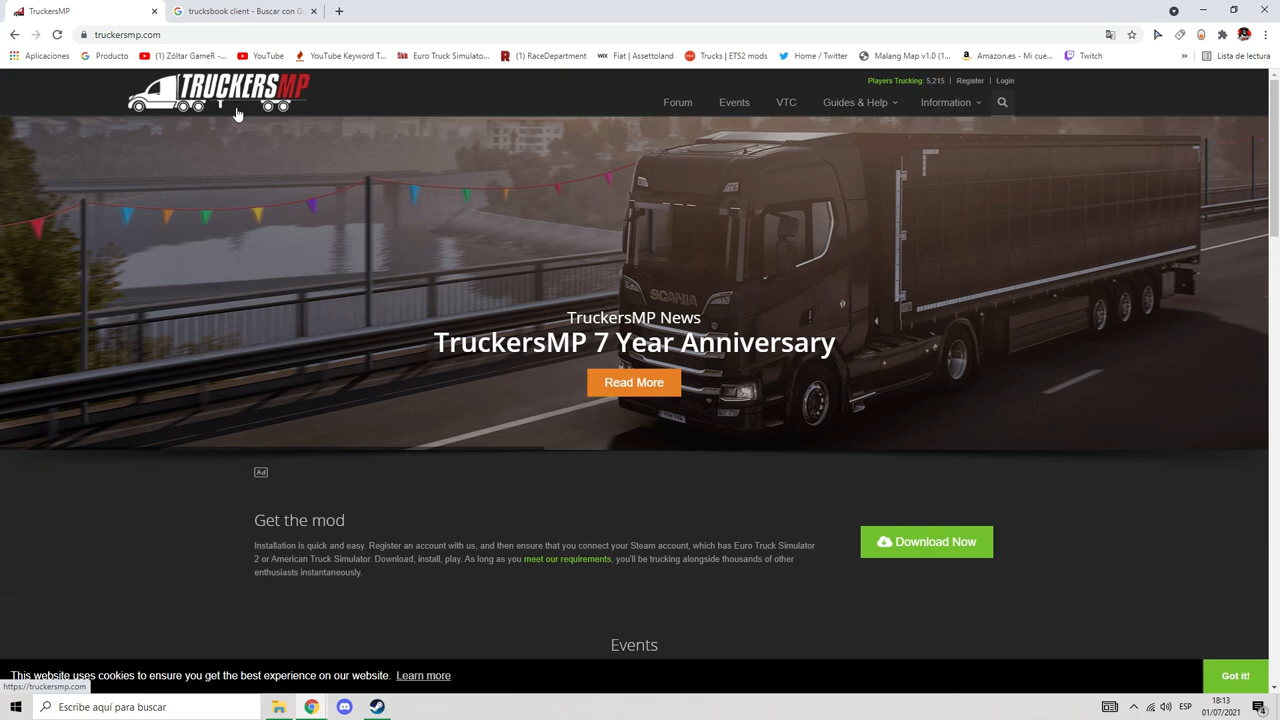 TruckersMP
trucksbook client - Buscar con G
truckersmp.com
Aplicaciones
Producto
(1) Zóltar GameR -...
YouTube
YouTube Keyword T...
Euro Truck Simulato...
(1) RaceDepartment
WIX
Fiat | Assettoland
Trucks | ETS2 mods
Home / Twitter
Malang Map v1.0 (1...
Amazon.es - Mi cue...
Twitch
»
Lista de lectura
TRUCKERSMP
Players Trucking: 5,215 | Register | Login
Forum
Events
VTC
Guides & Help
Information
SCANIA
TruckersMP News
TruckersMP 7 Year Anniversary
Read More
Ad
Get the mod
Installation is quick and easy. Register an account with us, and then ensure that you connect your Steam account, which has Euro Truck Simulator
2 or American Truck Simulator. Download, install, play. As long as you meet our requirements, you'll be trucking alongside thousands of other
enthusiasts instantaneously.
Download Now
Events
This website uses cookies to ensure you get the best experience on our website. Learn more
Got it!
https://truckersmp.com
Escribe aquí para buscar
ESP
18:13
01/07/2021
4